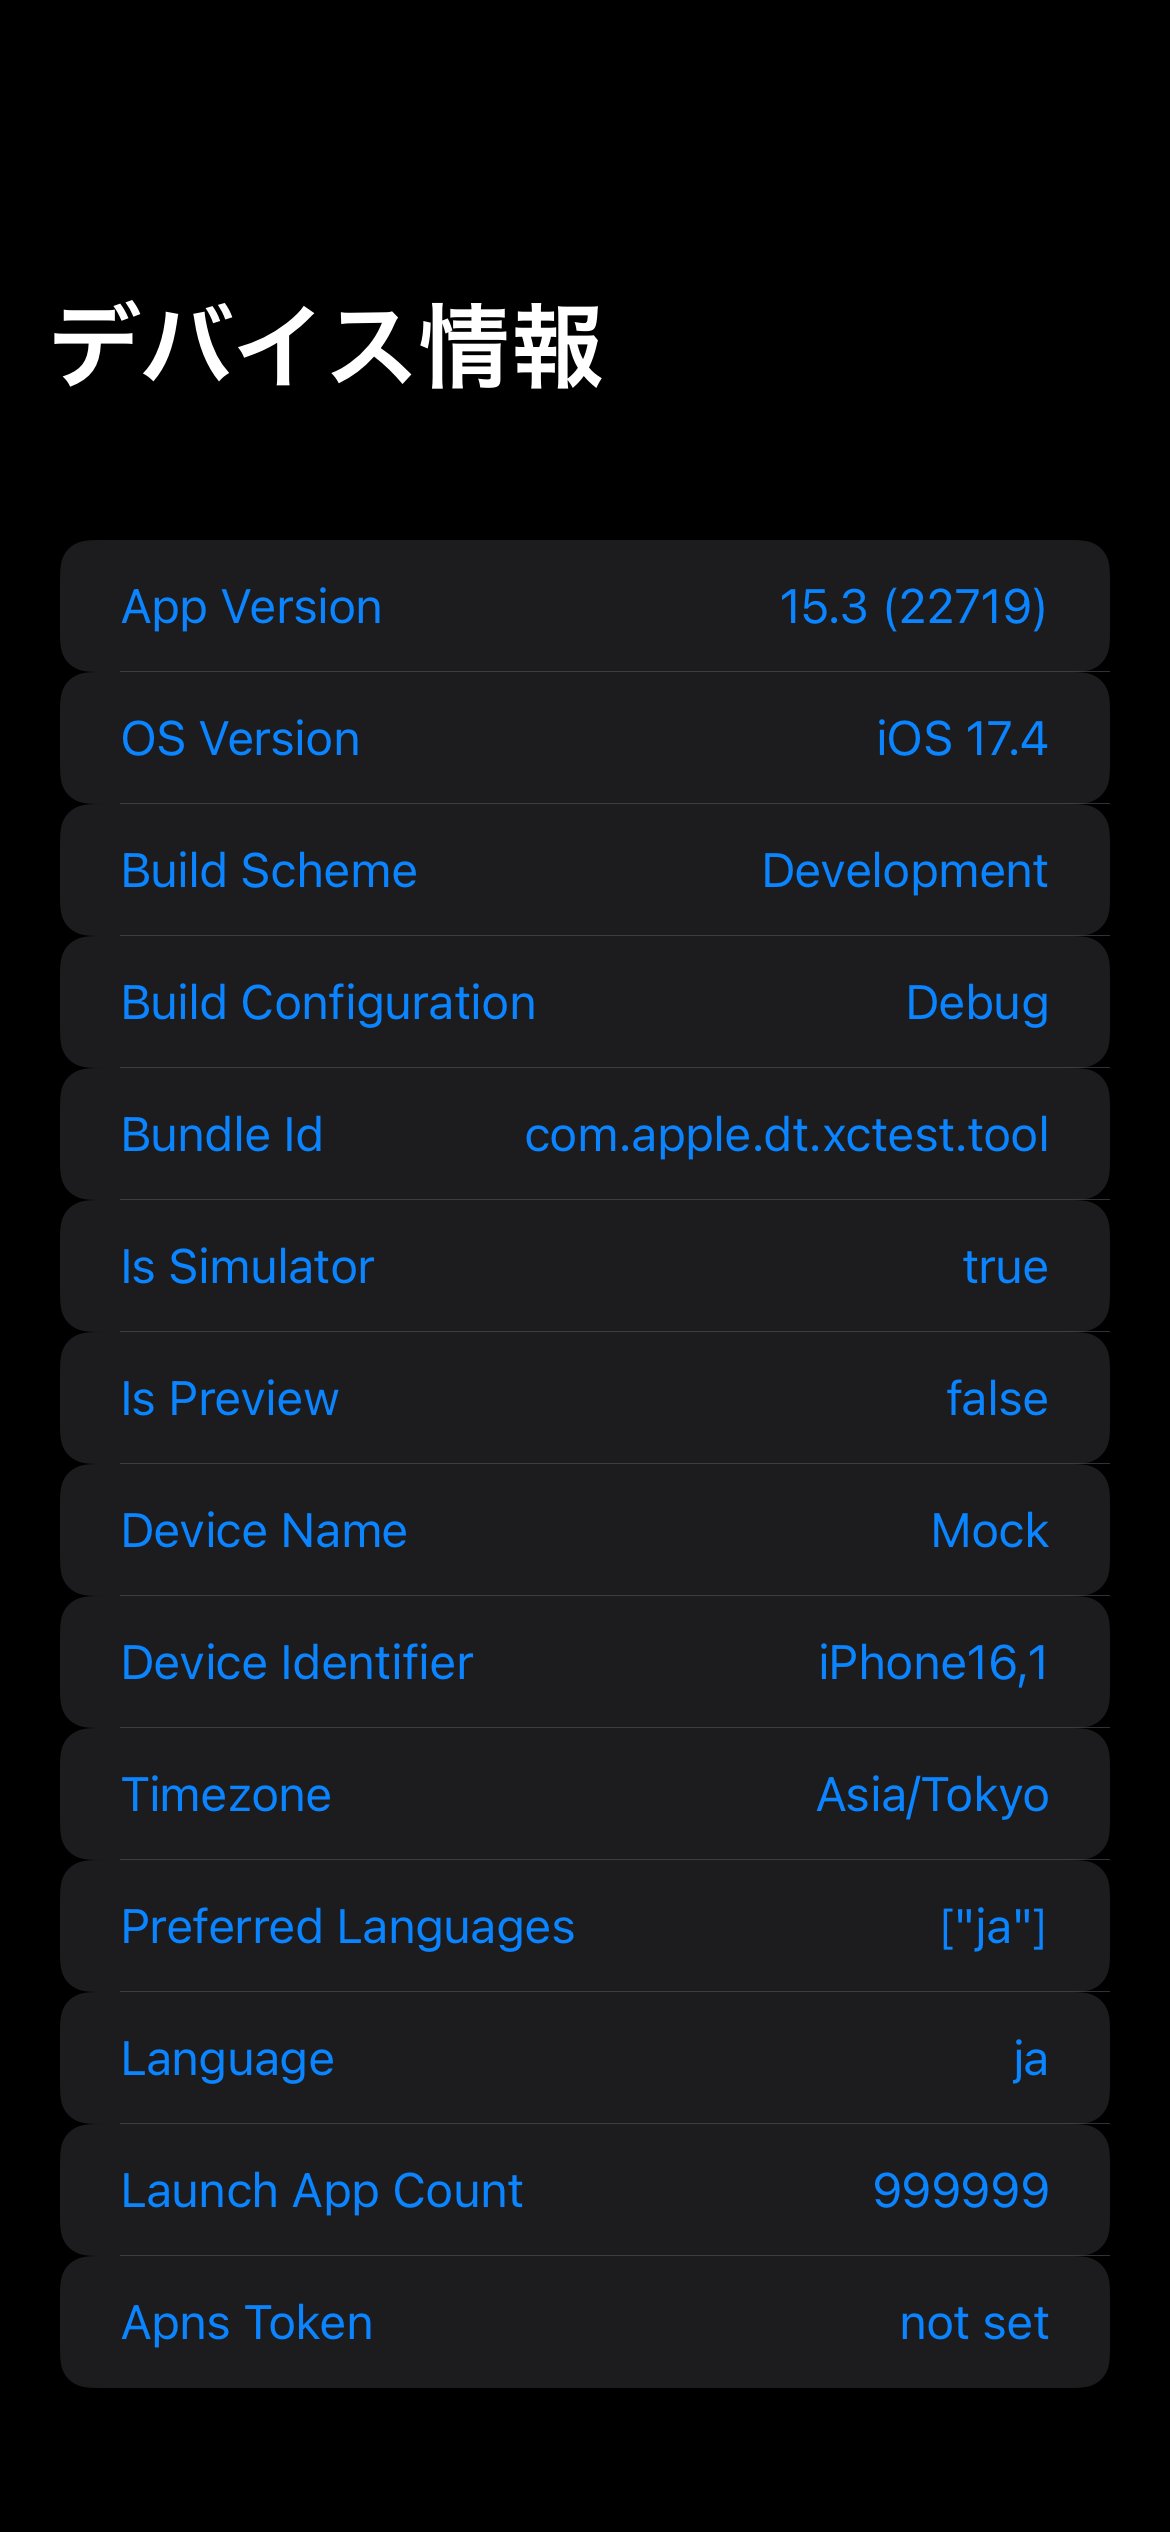 デバイス情報
App Version 15.3 (22719)
OS Version iOS 17.4
Build Scheme Development
Build Configuration Debug
Bundle Id com.apple.dt.xctest.tool
Is Simulator true
Is Preview false
Device Name Mock
Device Identifier iPhone16,1
Timezone Asia/Tokyo
Preferred Languages ["ja"]
Language ja
Launch App Count 999999
Apns Token not set